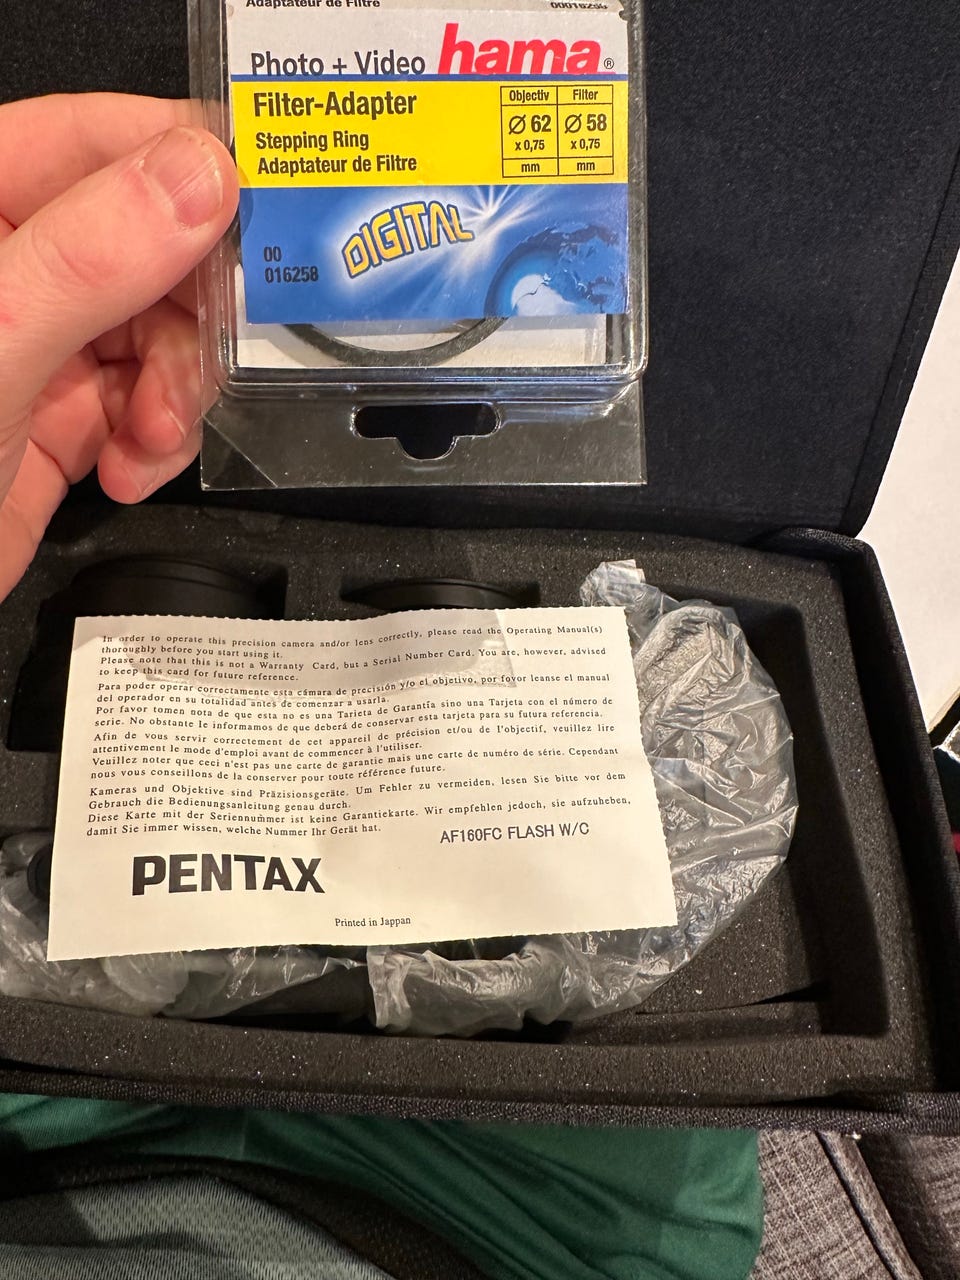 Adaptateur de Filtre
00016258
Photo + Video hama®
Filter-Adapter
Stepping Ring
Adaptateur de Filtre
Objectiv Filter
Ø 62 Ø 58
x 0,75 x 0,75
mm mm
DIGITAL
00
016258
In order to operate this precision camera and/or lens correctly, please read the Operating Manual(s)
thoroughly before you start using it.
Please note that this is not a Warranty Card, but a Serial Number Card. You are, however, advised
to keep this card for future reference.
Para poder operar correctamente esta cámara de precisión y/o el objetivo, por favor leanse el manual
del operador en su totalidad antes de comenzar a usarla.
Por favor tomen nota de que esta no es una Tarjeta de Garantía sino una Tarjeta con el número de
serie. No obstante le informamos de que deberá de conservar esta tarjeta para su futura referencia.
Afin de vous servir correctement de cet appareil de précision et/ou de l'objectif, veuillez lire
attentivement le mode d'emploi avant de commencer à l'utiliser.
Veuillez noter que ceci n'est pas une carte de garantie mais une carte de numéro de série. Cependant
nous vous conseillons de la conserver pour toute référence future.
Kameras und Objektive sind Präzisionsgeräte. Um Fehler zu vermeiden, lesen Sie bitte vor dem
Gebrauch die Bedienungsanleitung genau durch.
Diese Karte mit der Seriennummer ist keine Garantiekarte. Wir empfehlen jedoch, sie aufzuheben,
damit Sie immer wissen, welche Nummer Ihr Gerät hat.
AF160FC FLASH W/C
PENTAX
Printed in Jappan